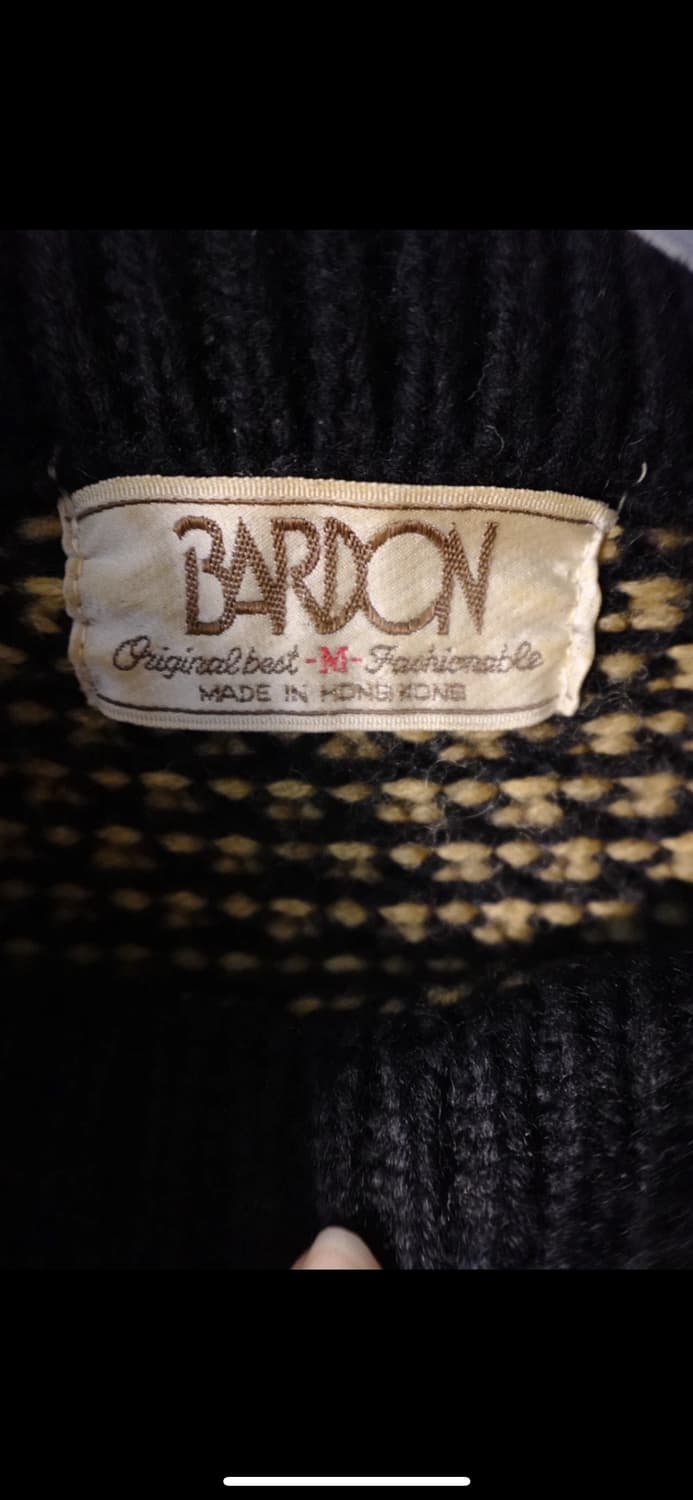 BARDON
Original best -M- Fashionable
MADE IN HONG KONG